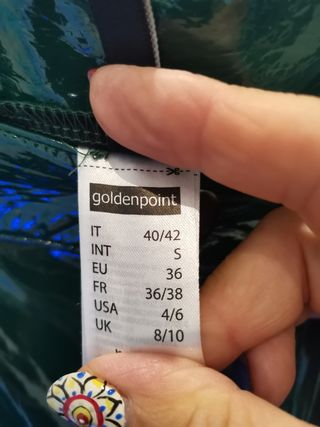 goldenpoint
IT 40/42
INT S
EU 36
FR 36/38
USA 4/6
UK 8/10